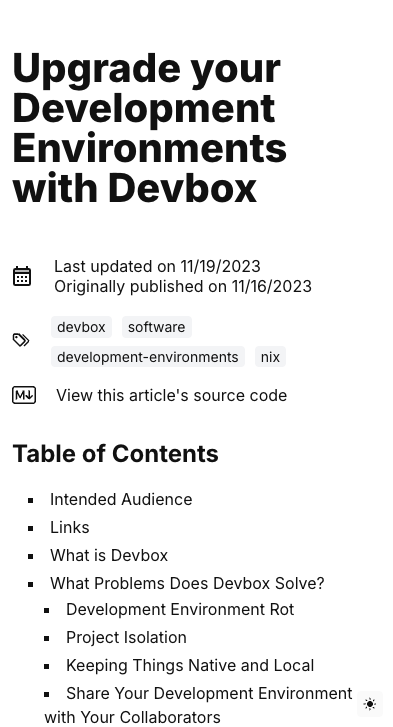 Upgrade your
Development
Environments
with Devbox
Last updated on 11/19/2023
Originally published on 11/16/2023
devbox software
development-environments nix
View this article's source code
Table of Contents
Intended Audience
Links
What is Devbox
What Problems Does Devbox Solve?
Development Environment Rot
Project Isolation
Keeping Things Native and Local
Share Your Development Environment
with Your Collaborators